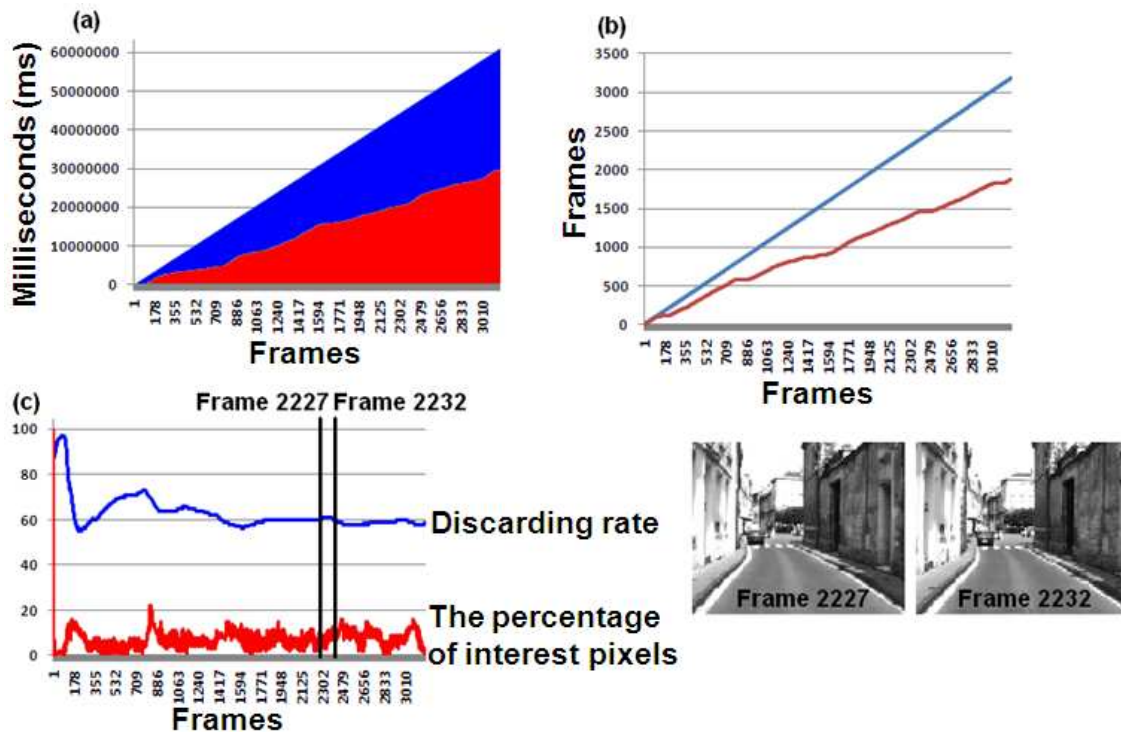 (a)
Milliseconds (ms)
60000000
50000000
40000000
30000000
20000000
10000000
0
1 178 355 532 709 886 1063 1240 1417 1594 1771 1948 2125 2302 2479 2656 2833 3010
Frames
(b)
Frames
3500
3000
2500
2000
1500
1000
500
0
1 178 355 532 709 886 1063 1240 1417 1594 1771 1948 2125 2302 2479 2656 2833 3010
Frames
(c)
Frame 2227 Frame 2232
100
80
60
40
20
0
Discarding rate
The percentage
of interest pixels
1 178 355 532 709 886 1063 1240 1417 1594 1771 1948 2125 2302 2479 2656 2833 3010
Frames
Frame 2227
Frame 2232